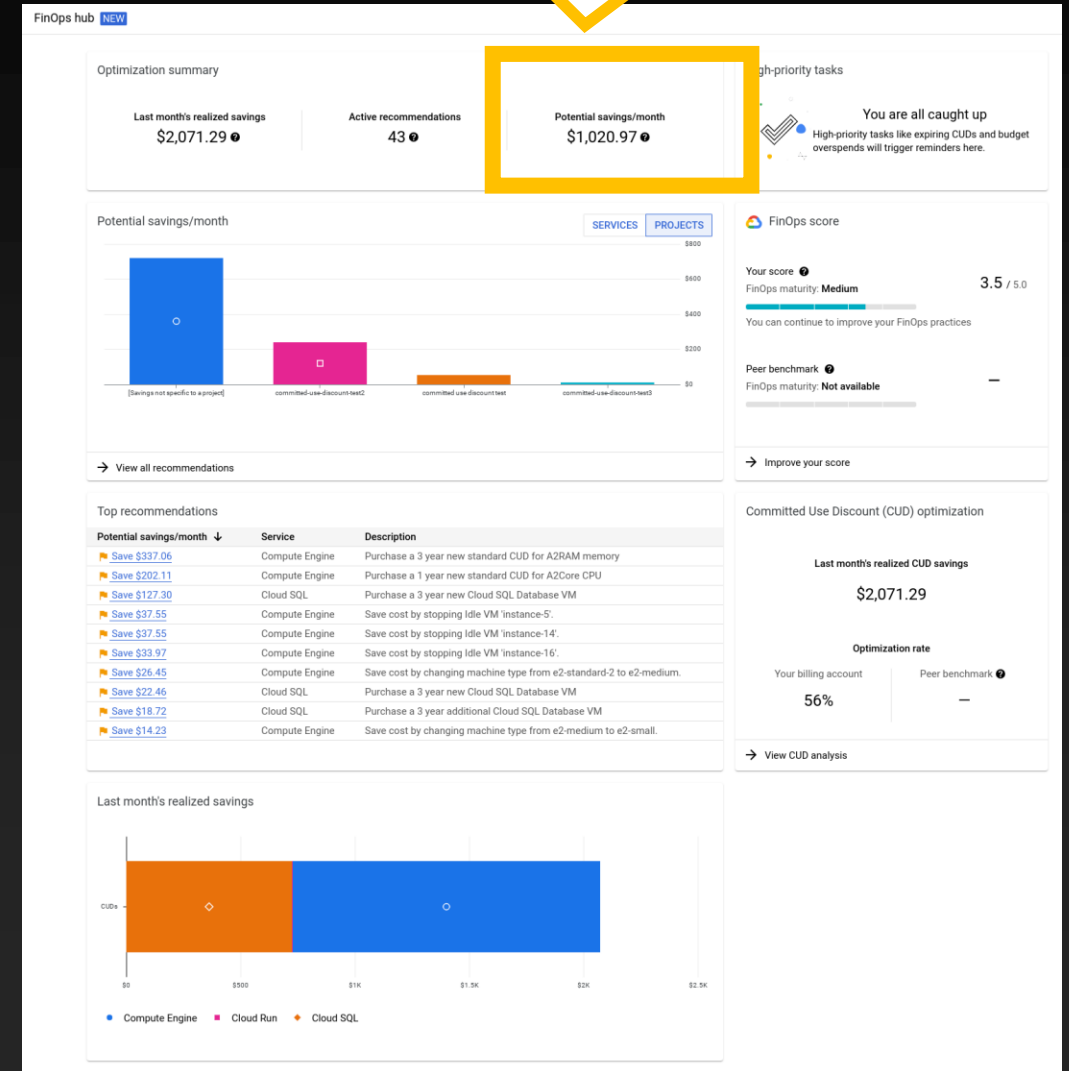 FinOps hub NEW
Optimization summary
Last month's realized savings
$2,071.29
Active recommendations
43
Potential savings/month
$1,020.97
gh-priority tasks
You are all caught up
High-priority tasks like expiring CUDs and budget
overspends will trigger reminders here.
Potential savings/month
SERVICES PROJECTS
$800
$600
$400
$200
$0
[Savings not specific to a project] committed-use-discount-test2 committed use discount test committed-use-discount-test3
→ View all recommendations
FinOps score
Your score
FinOps maturity: Medium
3.5 / 5.0
You can continue to improve your FinOps practices
Peer benchmark
FinOps maturity: Not available
–
→ Improve your score
Top recommendations
Potential savings/month ↓ Service Description
Save $337.06 Compute Engine Purchase a 3 year new standard CUD for A2RAM memory
Save $202.11 Compute Engine Purchase a 1 year new standard CUD for A2Core CPU
Save $127.30 Cloud SQL Purchase a 3 year new Cloud SQL Database VM
Save $37.55 Compute Engine Save cost by stopping Idle VM 'instance-5'.
Save $37.55 Compute Engine Save cost by stopping Idle VM 'instance-14'.
Save $33.97 Compute Engine Save cost by stopping Idle VM 'instance-16'.
Save $26.45 Compute Engine Save cost by changing machine type from e2-standard-2 to e2-medium.
Save $22.46 Cloud SQL Purchase a 3 year new Cloud SQL Database VM
Save $18.72 Cloud SQL Purchase a 3 year additional Cloud SQL Database VM
Save $14.23 Compute Engine Save cost by changing machine type from e2-medium to e2-small.
Committed Use Discount (CUD) optimization
Last month's realized CUD savings
$2,071.29
Optimization rate
Your billing account Peer benchmark
56% –
→ View CUD analysis
Last month's realized savings
CUDs
$0 $500 $1K $1.5K $2K $2.5K
Compute Engine Cloud Run Cloud SQL